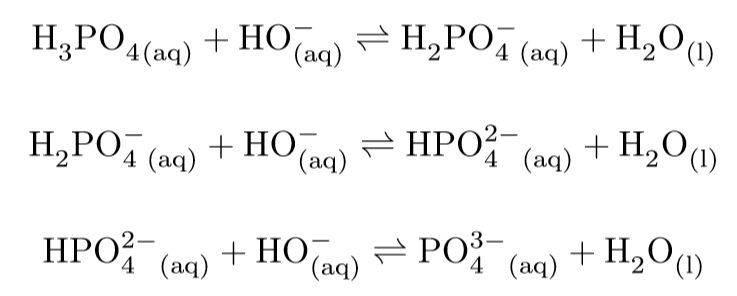 H₃PO₄(aq) + HO⁻(aq) ⇌ H₂PO₄⁻(aq) + H₂O(l)
H₂PO₄⁻(aq) + HO⁻(aq) ⇌ HPO₄²⁻(aq) + H₂O(l)
HPO₄²⁻(aq) + HO⁻(aq) ⇌ PO₄³⁻(aq) + H₂O(l)